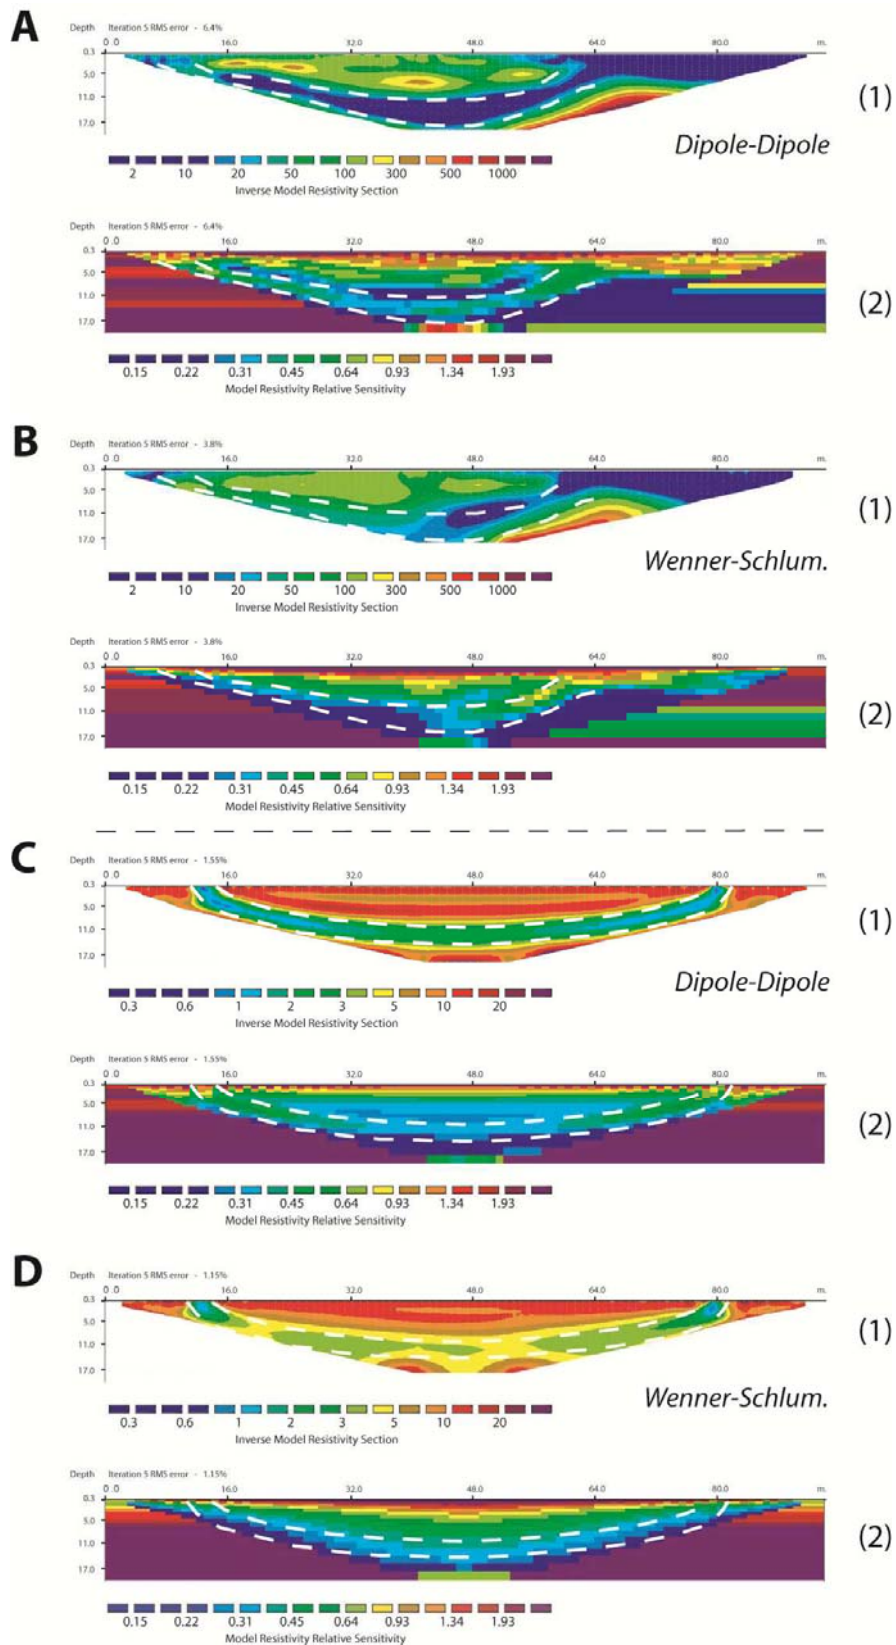 A
Depth Iteration 5 RMS error - 6.4%
0.3 0.0 16.0 32.0 48.0 64.0 80.0 m.
5.0
11.0
17.0
(1)
Dipole-Dipole
2 10 20 50 100 300 500 1000
Inverse Model Resistivity Section
Depth Iteration 5 RMS error - 6.4%
0.3 0.0 16.0 32.0 48.0 64.0 80.0 m.
5.0
11.0
17.0
(2)
0.15 0.22 0.31 0.45 0.64 0.93 1.34 1.93
Model Resistivity Relative Sensitivity
B
Depth Iteration 5 RMS error - 3.8%
0.3 0.0 16.0 32.0 48.0 64.0 80.0 m.
5.0
11.0
17.0
(1)
Wenner-Schlum.
2 10 20 50 100 300 500 1000
Inverse Model Resistivity Section
Depth Iteration 5 RMS error - 3.8%
0.3 0.0 16.0 32.0 48.0 64.0 80.0 m.
5.0
11.0
17.0
(2)
0.15 0.22 0.31 0.45 0.64 0.93 1.34 1.93
Model Resistivity Relative Sensitivity
C
Depth Iteration 5 RMS error - 1.55%
0.3 0.0 16.0 32.0 48.0 64.0 80.0 m.
5.0
11.0
17.0
(1)
Dipole-Dipole
0.3 0.6 1 2 3 5 10 20
Inverse Model Resistivity Section
Depth Iteration 5 RMS error - 1.55%
0.3 0.0 16.0 32.0 48.0 64.0 80.0 m.
5.0
11.0
17.0
(2)
0.15 0.22 0.31 0.45 0.64 0.93 1.34 1.93
Model Resistivity Relative Sensitivity
D
Depth Iteration 5 RMS error - 1.15%
0.3 0.0 16.0 32.0 48.0 64.0 80.0 m.
5.0
11.0
17.0
(1)
Wenner-Schlum.
0.3 0.6 1 2 3 5 10 20
Inverse Model Resistivity Section
Depth Iteration 5 RMS error - 1.15%
0.3 0.0 16.0 32.0 48.0 64.0 80.0 m.
5.0
11.0
17.0
(2)
0.15 0.22 0.31 0.45 0.64 0.93 1.34 1.93
Model Resistivity Relative Sensitivity